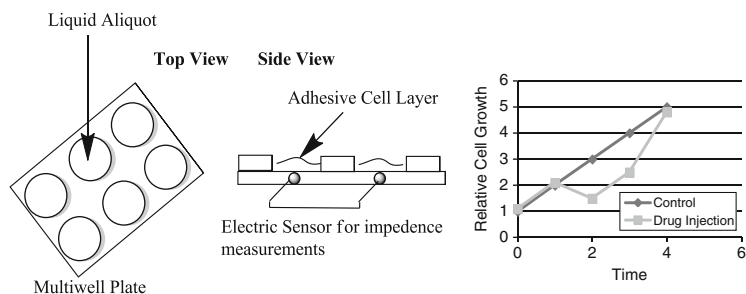 Liquid Aliquot
Top View
Side View
Adhesive Cell Layer
Electric Sensor for impedence
measurements
Multiwell Plate
Relative Cell Growth
6
5
4
3
2
1
0
0
2
4
6
Time
Control
Drug Injection